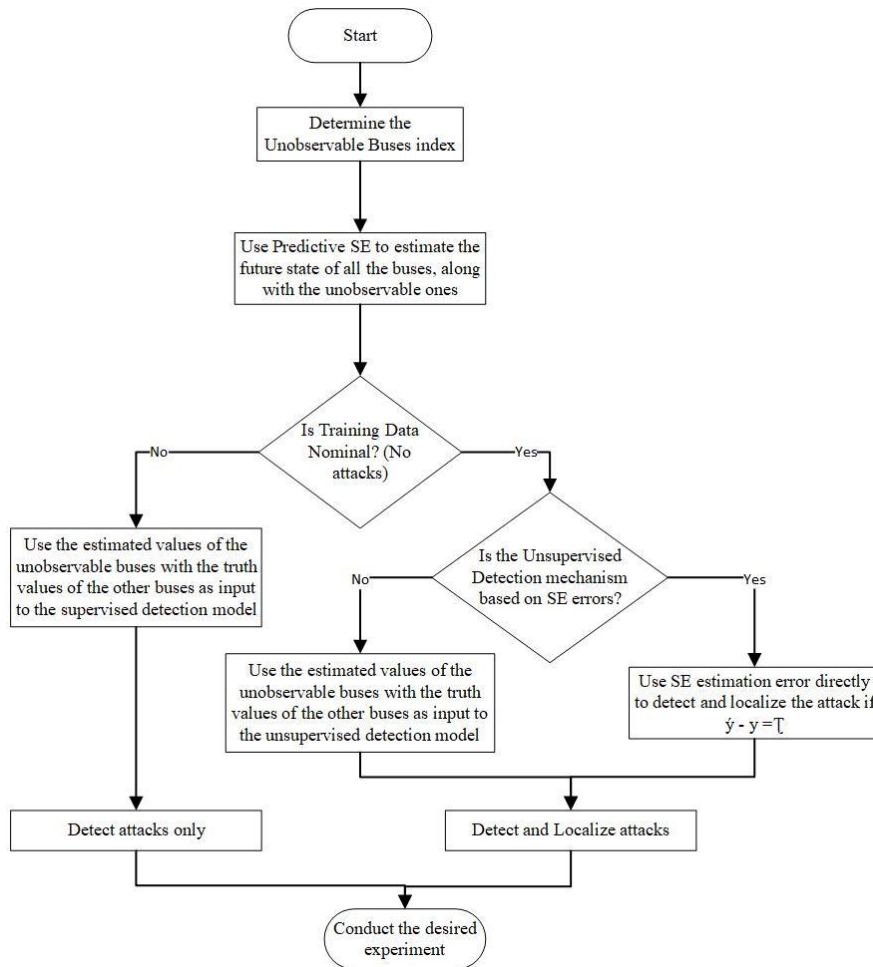 Start
Determine the
Unobservable Buses index
Use Predictive SE to estimate the
future state of all the buses, along
with the unobservable ones
Is Training Data
Nominal? (No
attacks)
No
Yes
Use the estimated values of the
unobservable buses with the truth
values of the other buses as input
to the supervised detection model
Is the Unsupervised
Detection mechanism
based on SE errors?
No
Yes
Use the estimated values of the
unobservable buses with the truth
values of the other buses as input to
the unsupervised detection model
Use SE estimation error directly
to detect and localize the attack if
ý - y =Ʈ
Detect attacks only
Detect and Localize attacks
Conduct the desired
experiment